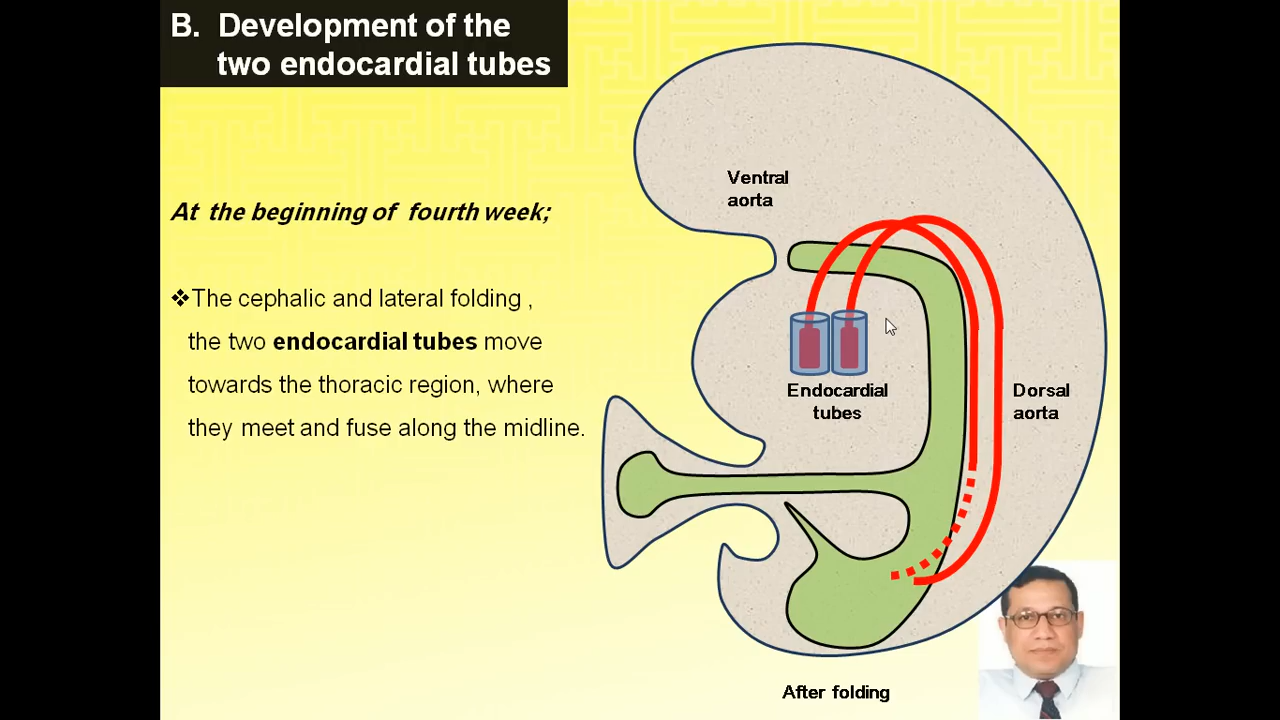 B. Development of the
two endocardial tubes
At the beginning of fourth week;
❖The cephalic and lateral folding ,
the two endocardial tubes move
towards the thoracic region, where
they meet and fuse along the midline.
Ventral
aorta
Endocardial
tubes
Dorsal
aorta
After folding